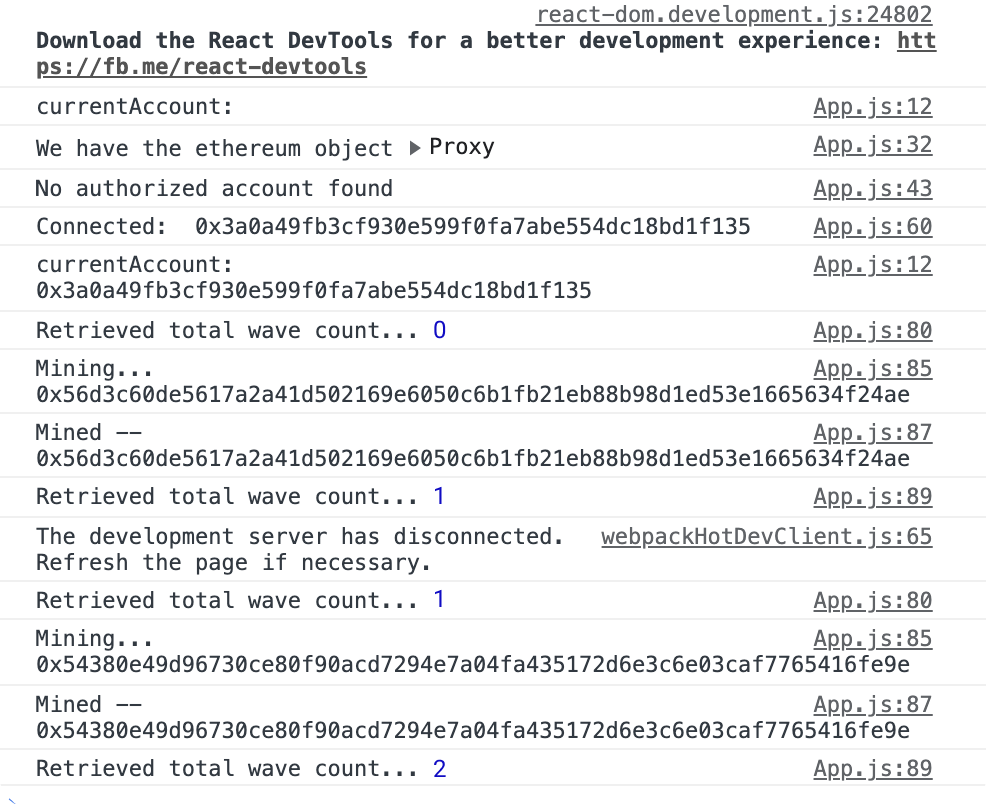 react-dom.development.js:24802
Download the React DevTools for a better development experience: htt
ps://fb.me/react-devtools
currentAccount: App.js:12
We have the ethereum object ▶ Proxy App.js:32
No authorized account found App.js:43
Connected: 0x3a0a49fb3cf930e599f0fa7abe554dc18bd1f135 App.js:60
currentAccount: App.js:12
0x3a0a49fb3cf930e599f0fa7abe554dc18bd1f135
Retrieved total wave count... 0 App.js:80
Mining... App.js:85
0x56d3c60de5617a2a41d502169e6050c6b1fb21eb88b98d1ed53e1665634f24ae
Mined -- App.js:87
0x56d3c60de5617a2a41d502169e6050c6b1fb21eb88b98d1ed53e1665634f24ae
Retrieved total wave count... 1 App.js:89
The development server has disconnected. webpackHotDevClient.js:65
Refresh the page if necessary.
Retrieved total wave count... 1 App.js:80
Mining... App.js:85
0x54380e49d96730ce80f90acd7294e7a04fa435172d6e3c6e03caf7765416fe9e
Mined -- App.js:87
0x54380e49d96730ce80f90acd7294e7a04fa435172d6e3c6e03caf7765416fe9e
Retrieved total wave count... 2 App.js:89